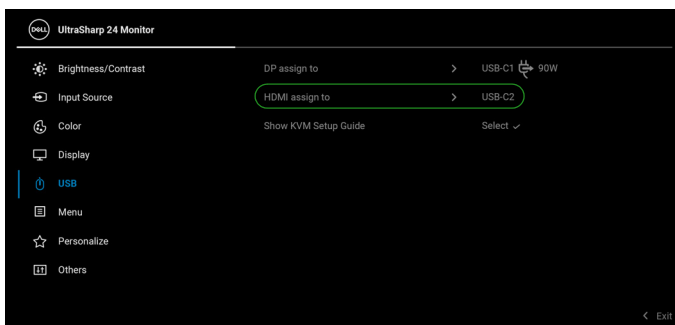 DELL UltraSharp 24 Monitor
Brightness/Contrast
DP assign to > USB-C1 90W
Input Source
HDMI assign to > USB-C2
Color
Show KVM Setup Guide Select ✓
Display
USB
Menu
Personalize
Others
< Exit